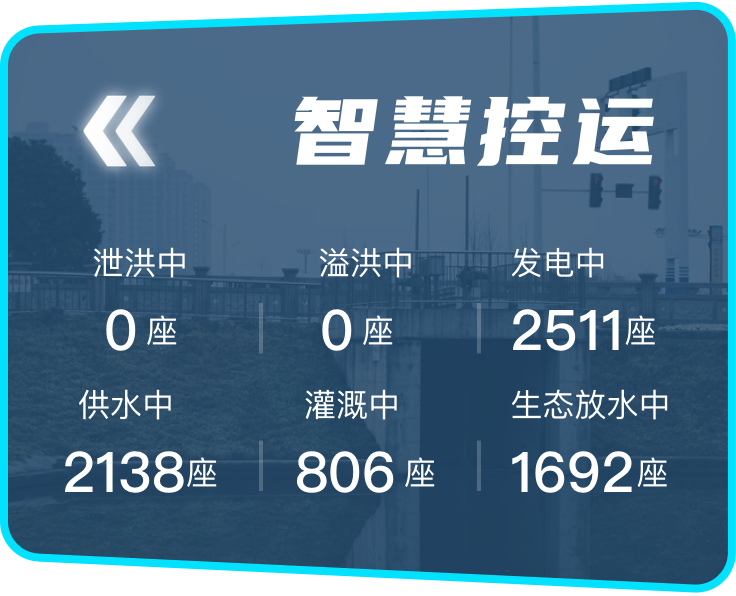 智慧控运
泄洪中 溢洪中 发电中
0座 0座 2511座
供水中 灌溉中 生态放水中
2138座 806座 1692座